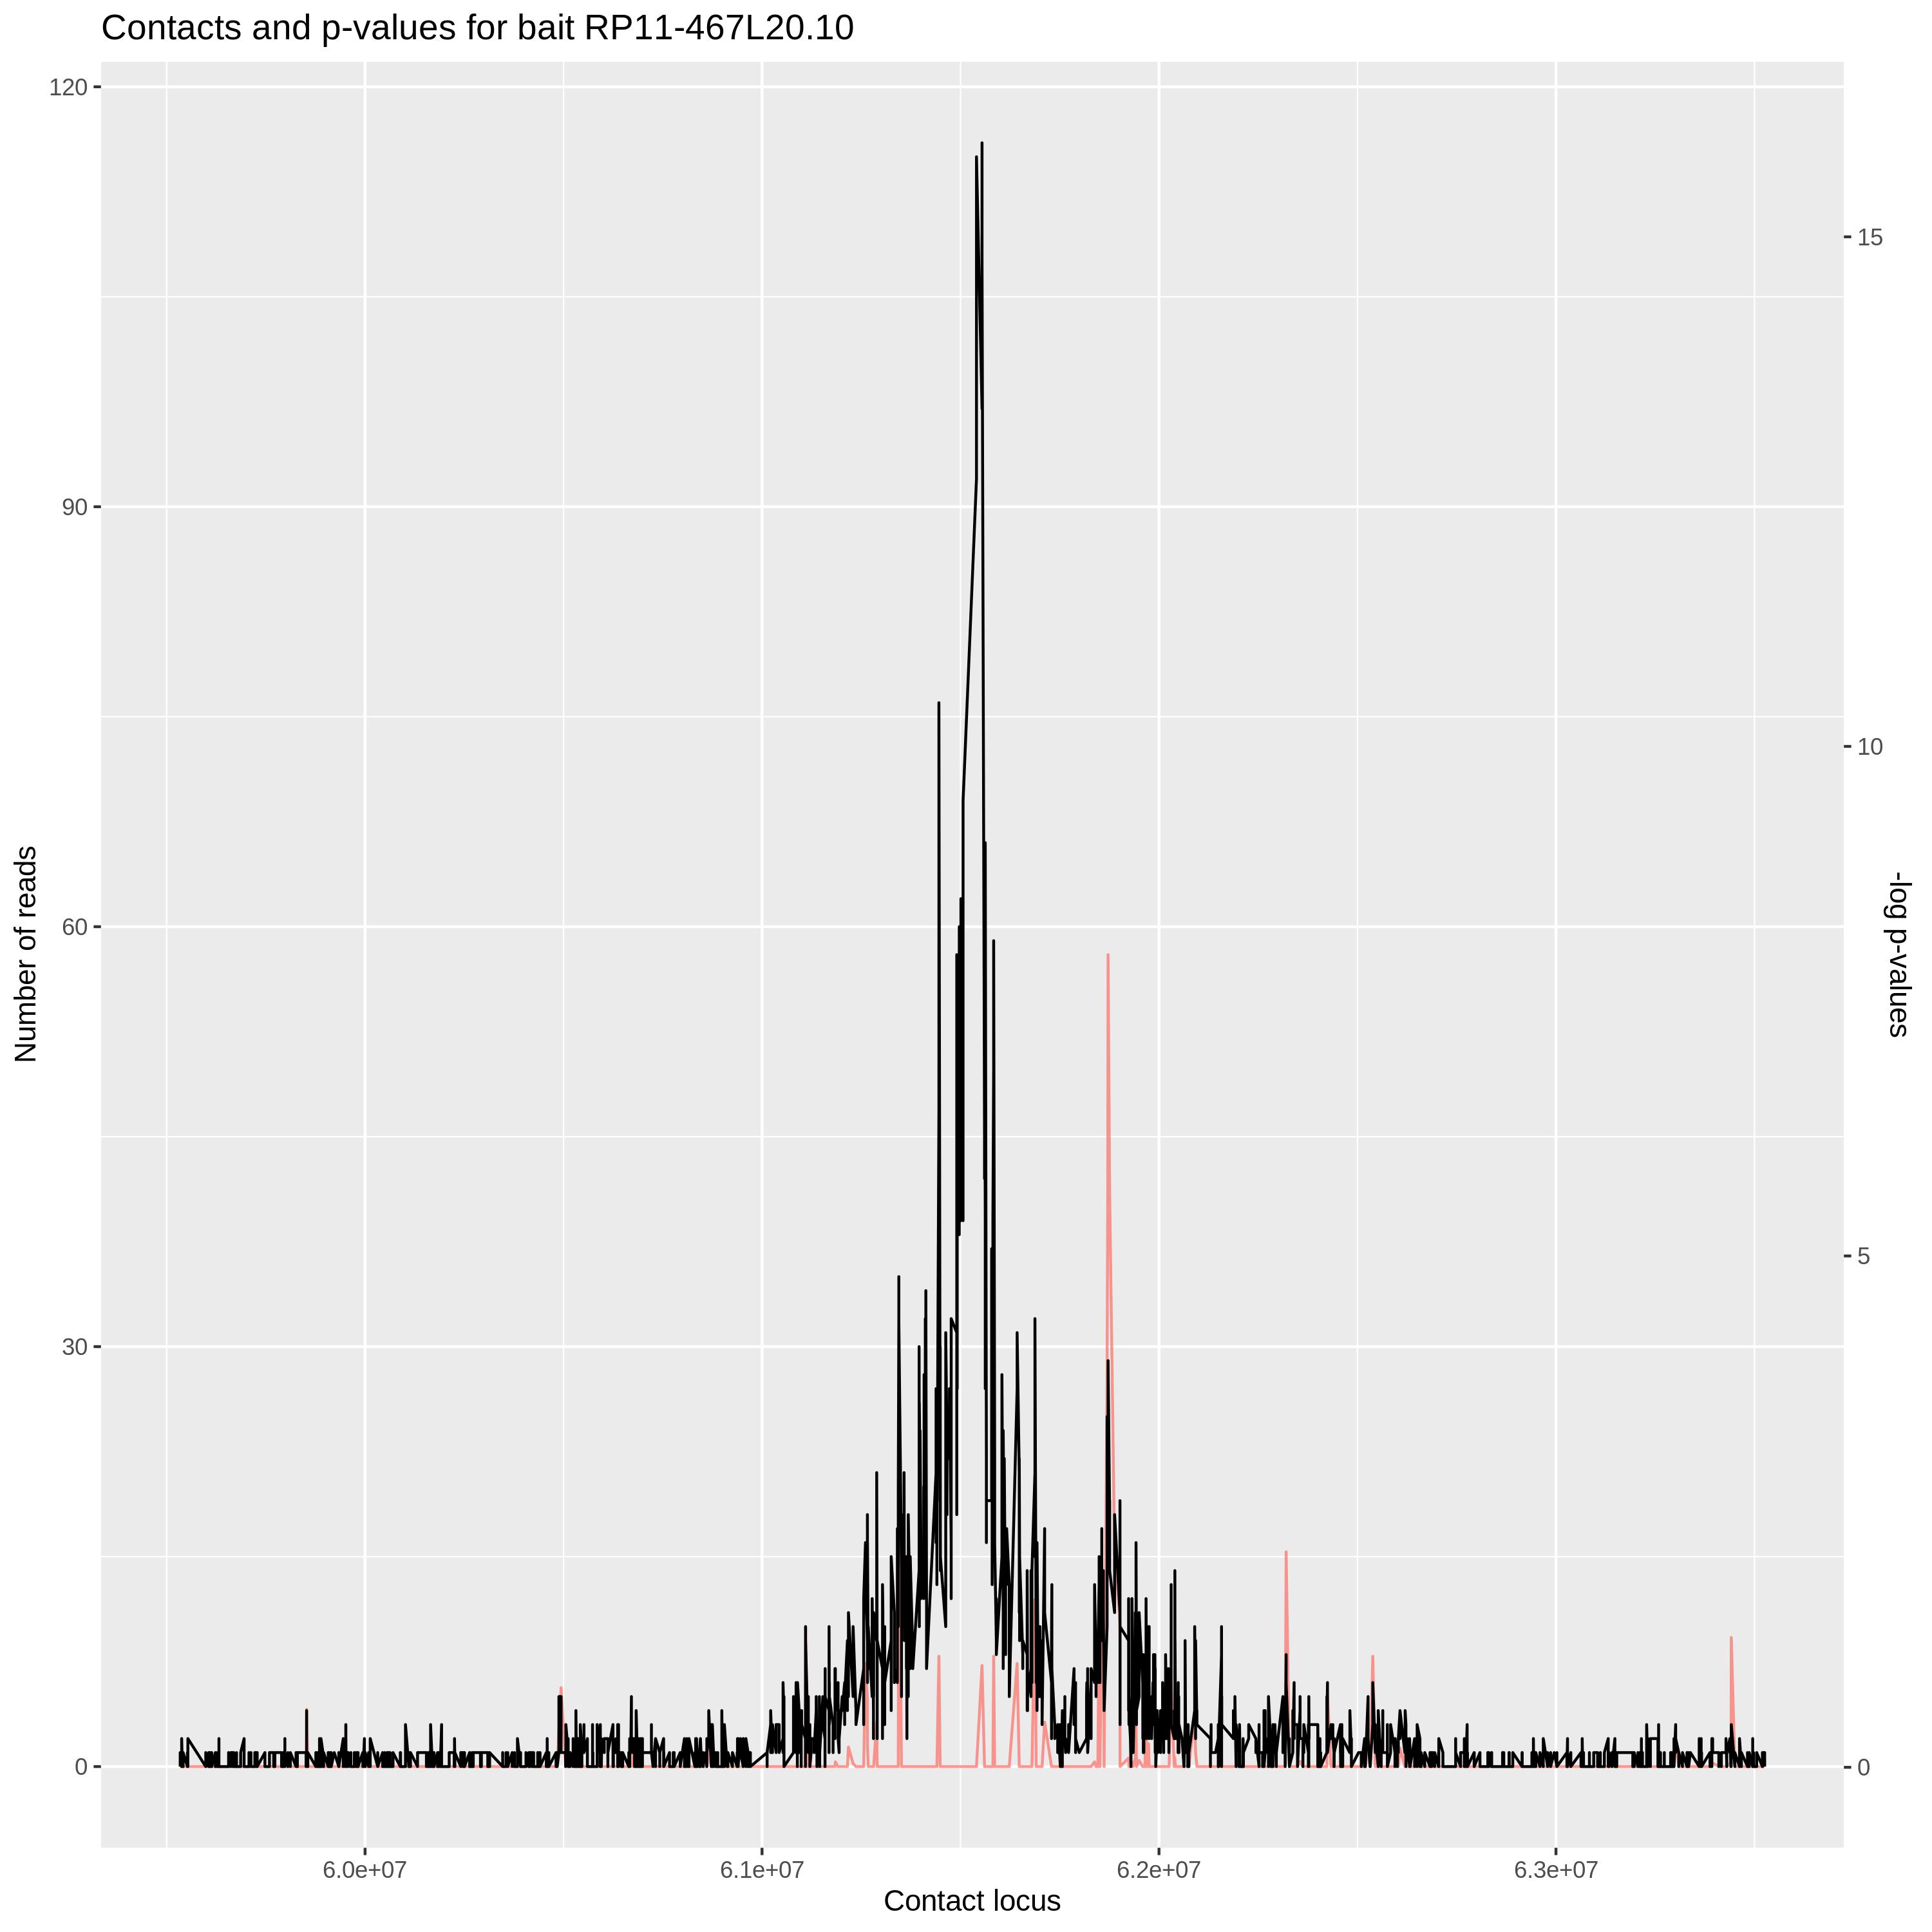 Contacts and p-values for bait RP11-467L20.10
120
90
60
30
0
15
10
5
0
Number of reads
-log p-values
6.0e+07
6.1e+07
6.2e+07
6.3e+07
Contact locus